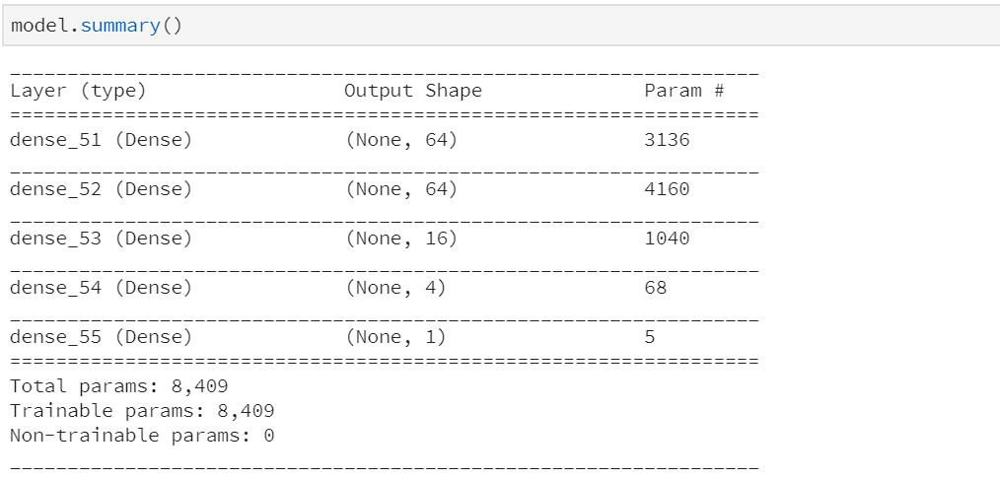 model.summary()
_________________________________________________________________
Layer (type)                 Output Shape              Param #
=================================================================
dense_51 (Dense)             (None, 64)                3136
_________________________________________________________________
dense_52 (Dense)             (None, 64)                4160
_________________________________________________________________
dense_53 (Dense)             (None, 16)                1040
_________________________________________________________________
dense_54 (Dense)             (None, 4)                 68
_________________________________________________________________
dense_55 (Dense)             (None, 1)                 5
=================================================================
Total params: 8,409
Trainable params: 8,409
Non-trainable params: 0
_________________________________________________________________